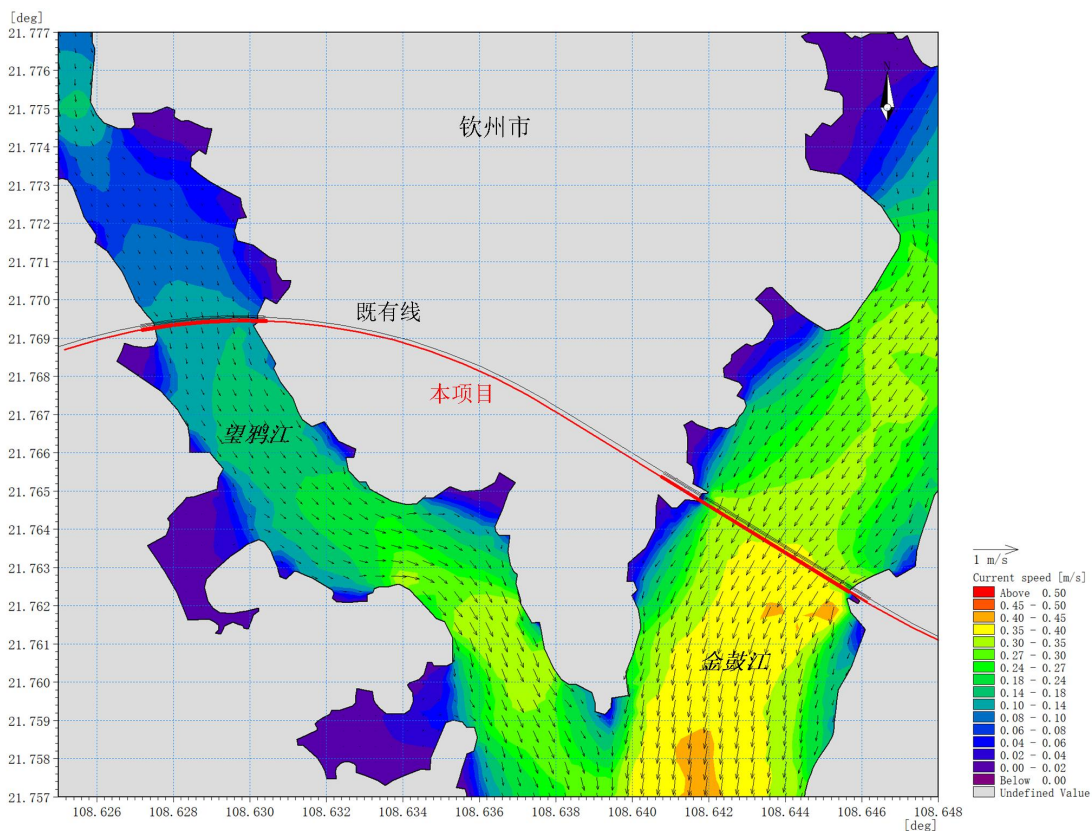 [deg]
21.777
21.776
21.775
21.774
21.773
21.772
21.771
21.770
21.769
21.768
21.767
21.766
21.765
21.764
21.763
21.762
21.761
21.760
21.759
21.758
21.757
N
钦州市
既有线
本项目
望鸦江
金鼓江
108.626 108.628 108.630 108.632 108.634 108.636 108.638 108.640 108.642 108.644 108.646 108.648
[deg]
1 m/s
Current speed [m/s]
Above 0.50
0.45 - 0.50
0.40 - 0.45
0.35 - 0.40
0.30 - 0.35
0.27 - 0.30
0.24 - 0.27
0.18 - 0.24
0.14 - 0.18
0.10 - 0.14
0.08 - 0.10
0.06 - 0.08
0.04 - 0.06
0.02 - 0.04
0.00 - 0.02
Below 0.00
Undefined Value